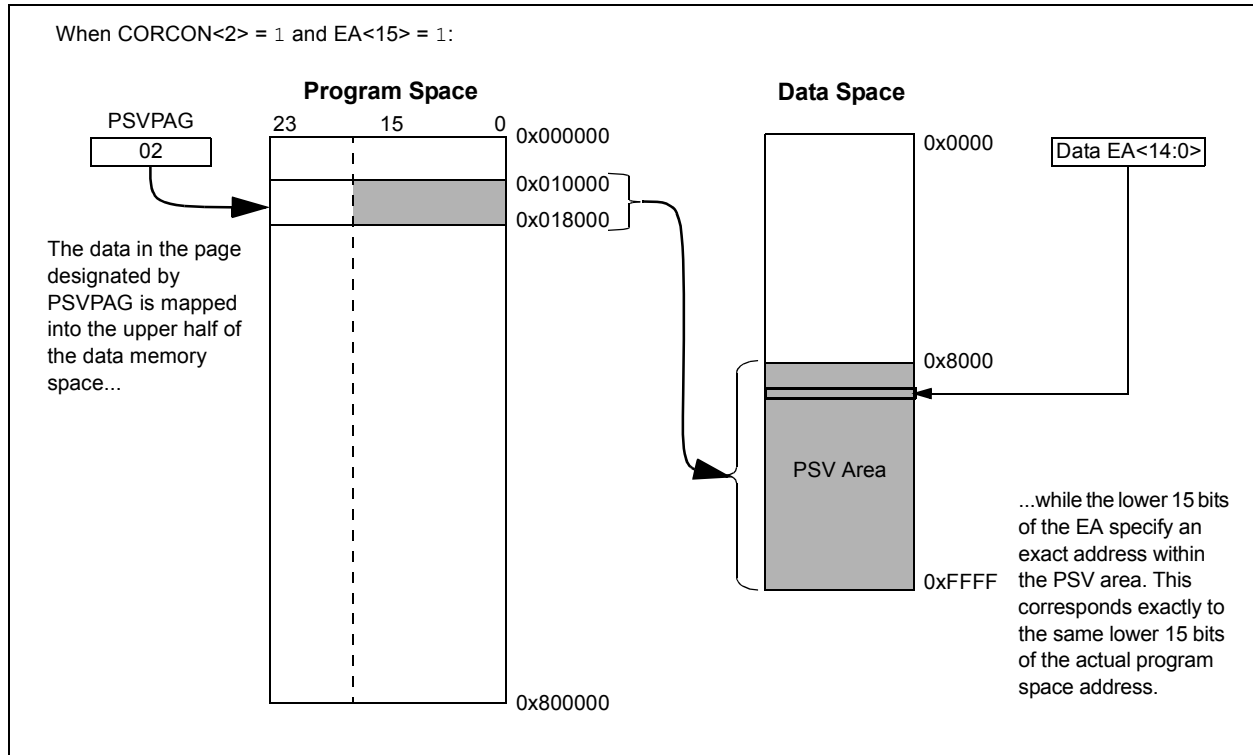 When CORCON<2> = 1 and EA<15> = 1:
Program Space
Data Space
PSVPAG
02
23 15 0
0x000000
0x010000
0x018000
0x800000
The data in the page
designated by
PSVPAG is mapped
into the upper half of
the data memory
space...
0x0000
Data EA<14:0>
0x8000
PSV Area
0xFFFF
...while the lower 15 bits
of the EA specify an
exact address within
the PSV area. This
corresponds exactly to
the same lower 15 bits
of the actual program
space address.